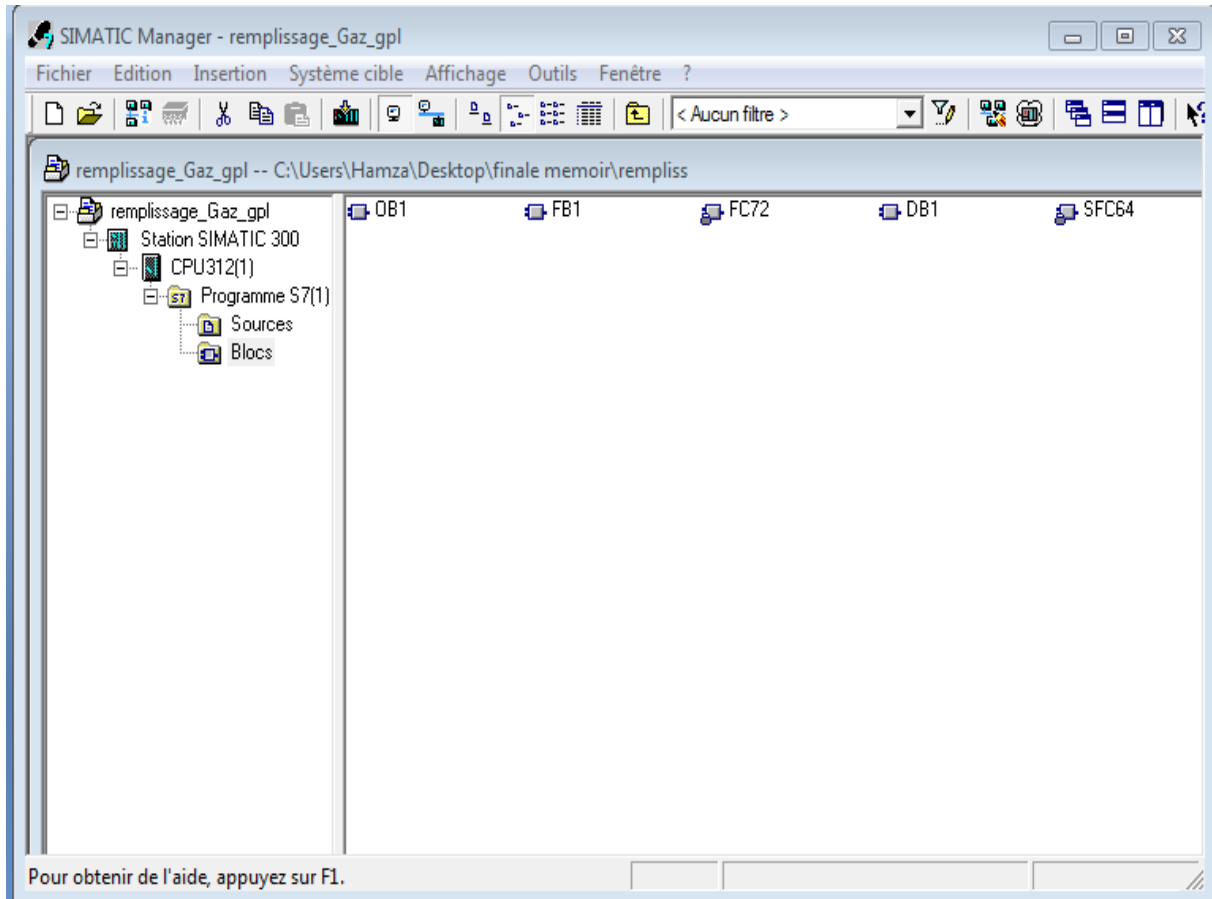 SIMATIC Manager - remplissage_Gaz_gpl
Fichier Edition Insertion Système cible Affichage Outils Fenêtre ?
< Aucun filtre >
remplissage_Gaz_gpl -- C:\Users\Hamza\Desktop\finale memoir\rempliss
remplissage_Gaz_gpl
Station SIMATIC 300
CPU312(1)
S7 Programme S7(1)
Sources
Blocs
OB1 FB1 FC72 DB1 SFC64
Pour obtenir de l'aide, appuyez sur F1.